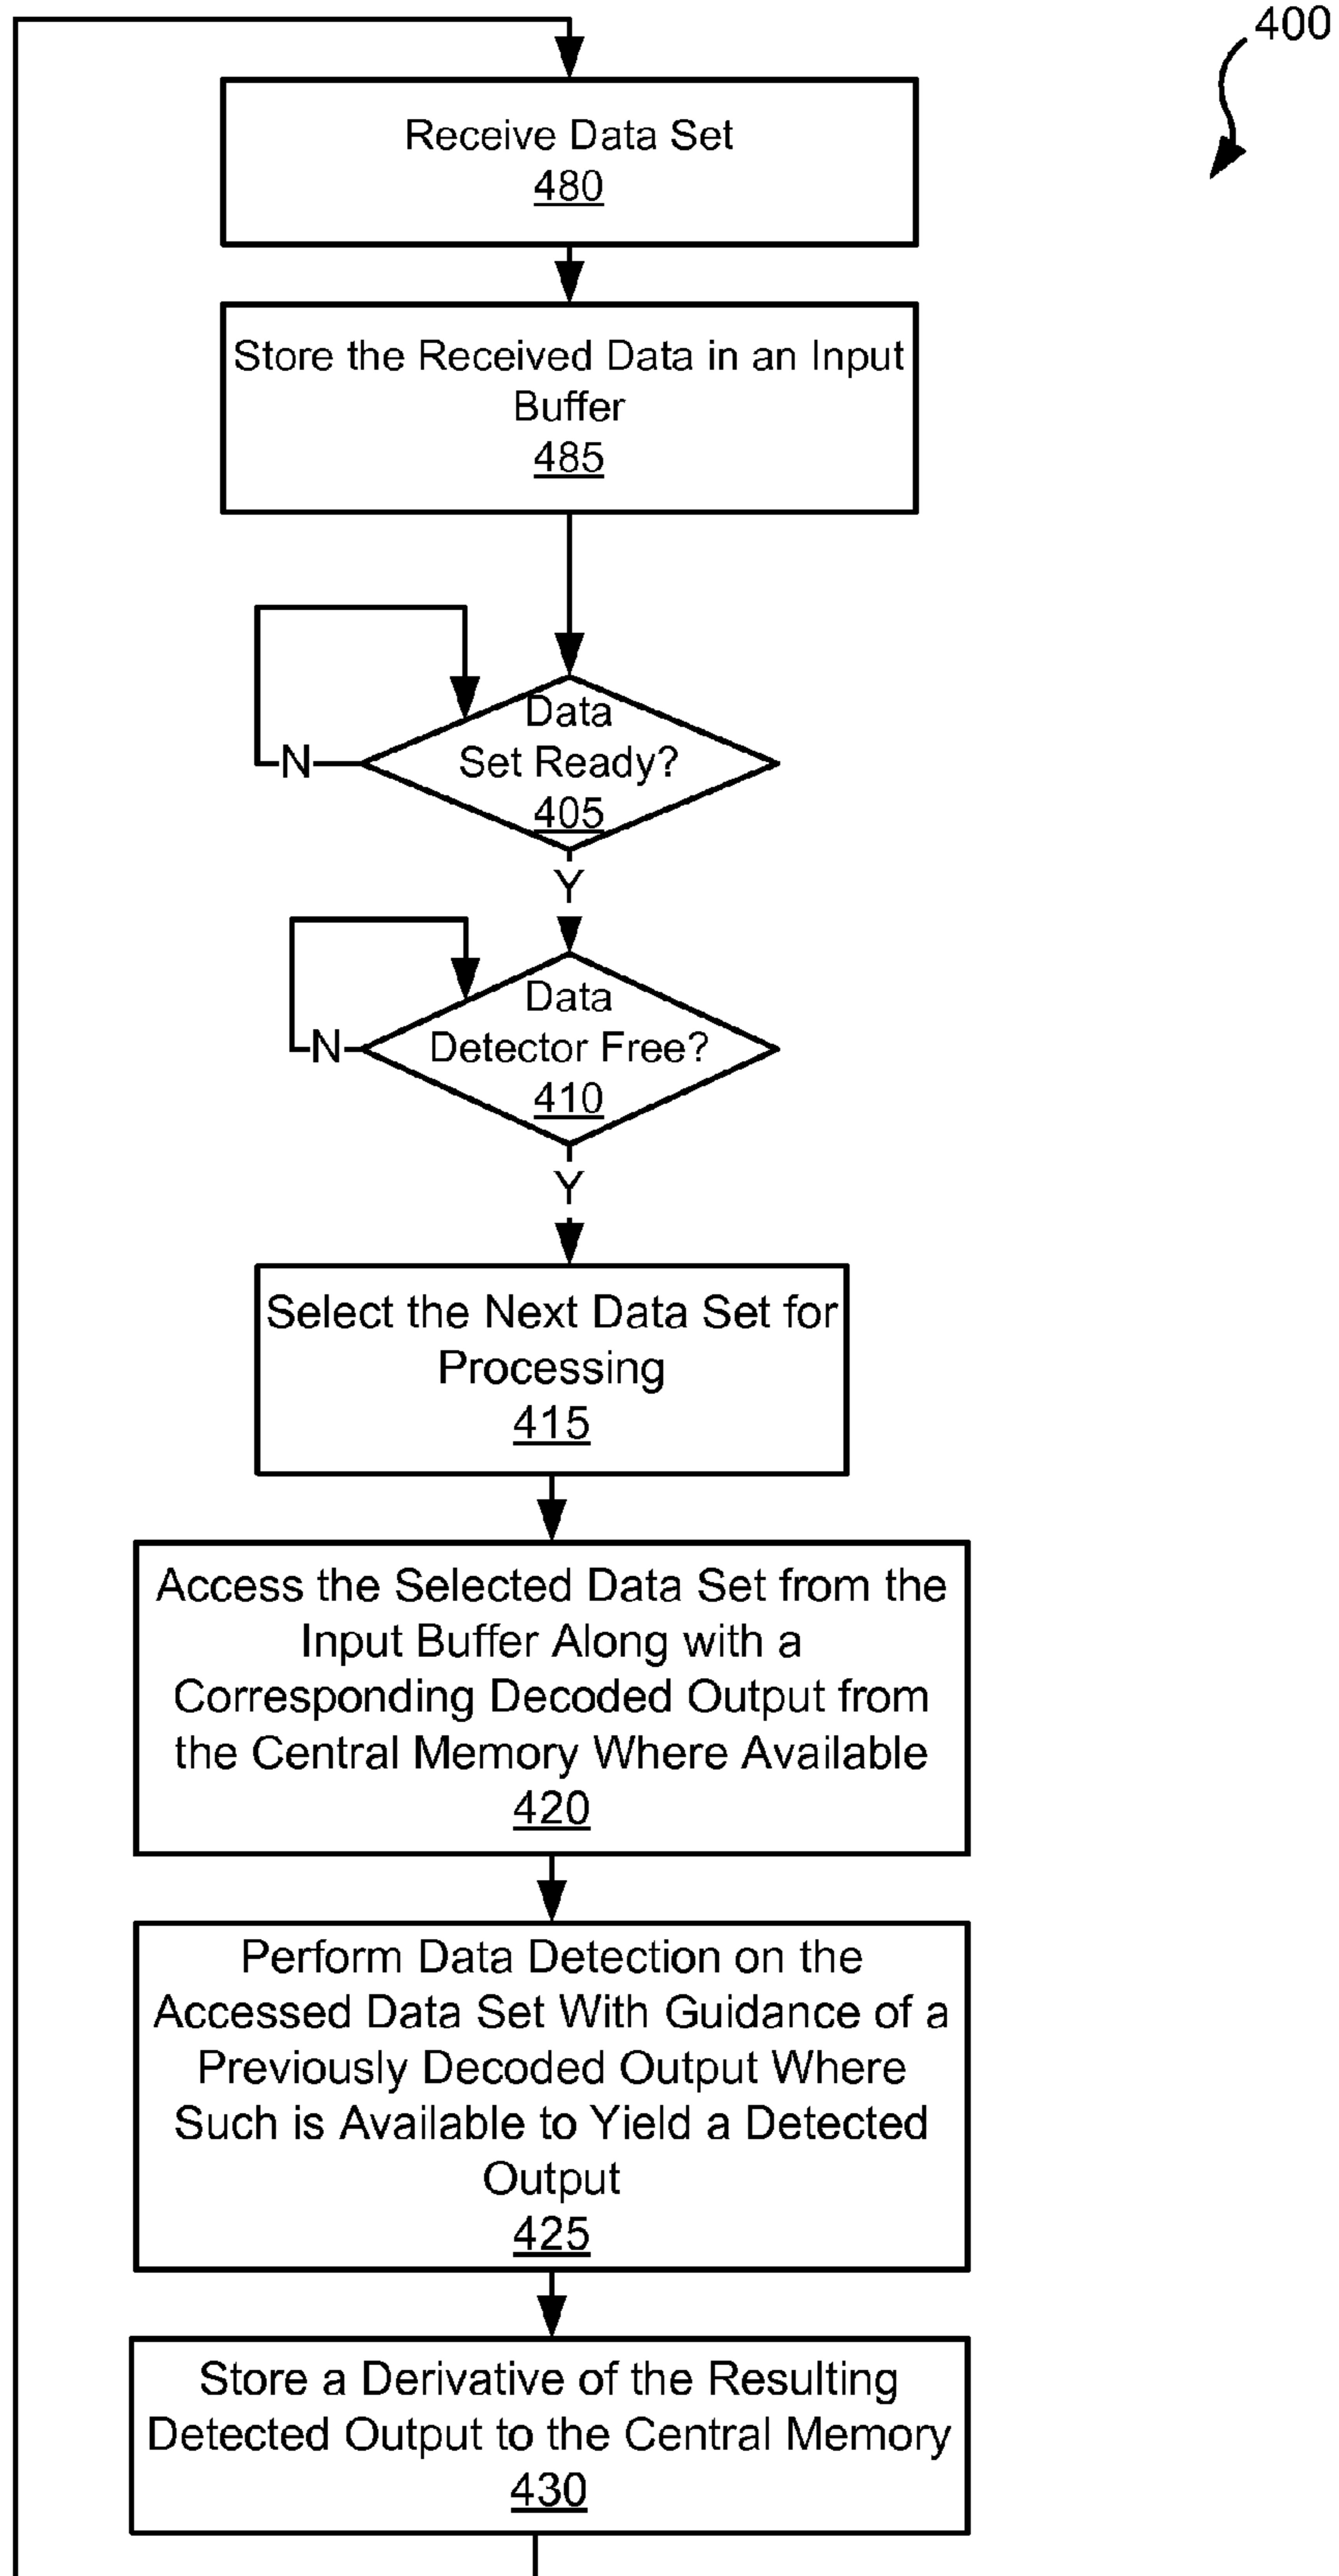 400
Receive Data Set
480
Store the Received Data in an Input
Buffer
485
Data
Set Ready?
405
N
Y
Data
Detector Free?
410
N
Y
Select the Next Data Set for
Processing
415
Access the Selected Data Set from the
Input Buffer Along with a
Corresponding Decoded Output from
the Central Memory Where Available
420
Perform Data Detection on the
Accessed Data Set With Guidance of a
Previously Decoded Output Where
Such is Available to Yield a Detected
Output
425
Store a Derivative of the Resulting
Detected Output to the Central Memory
430